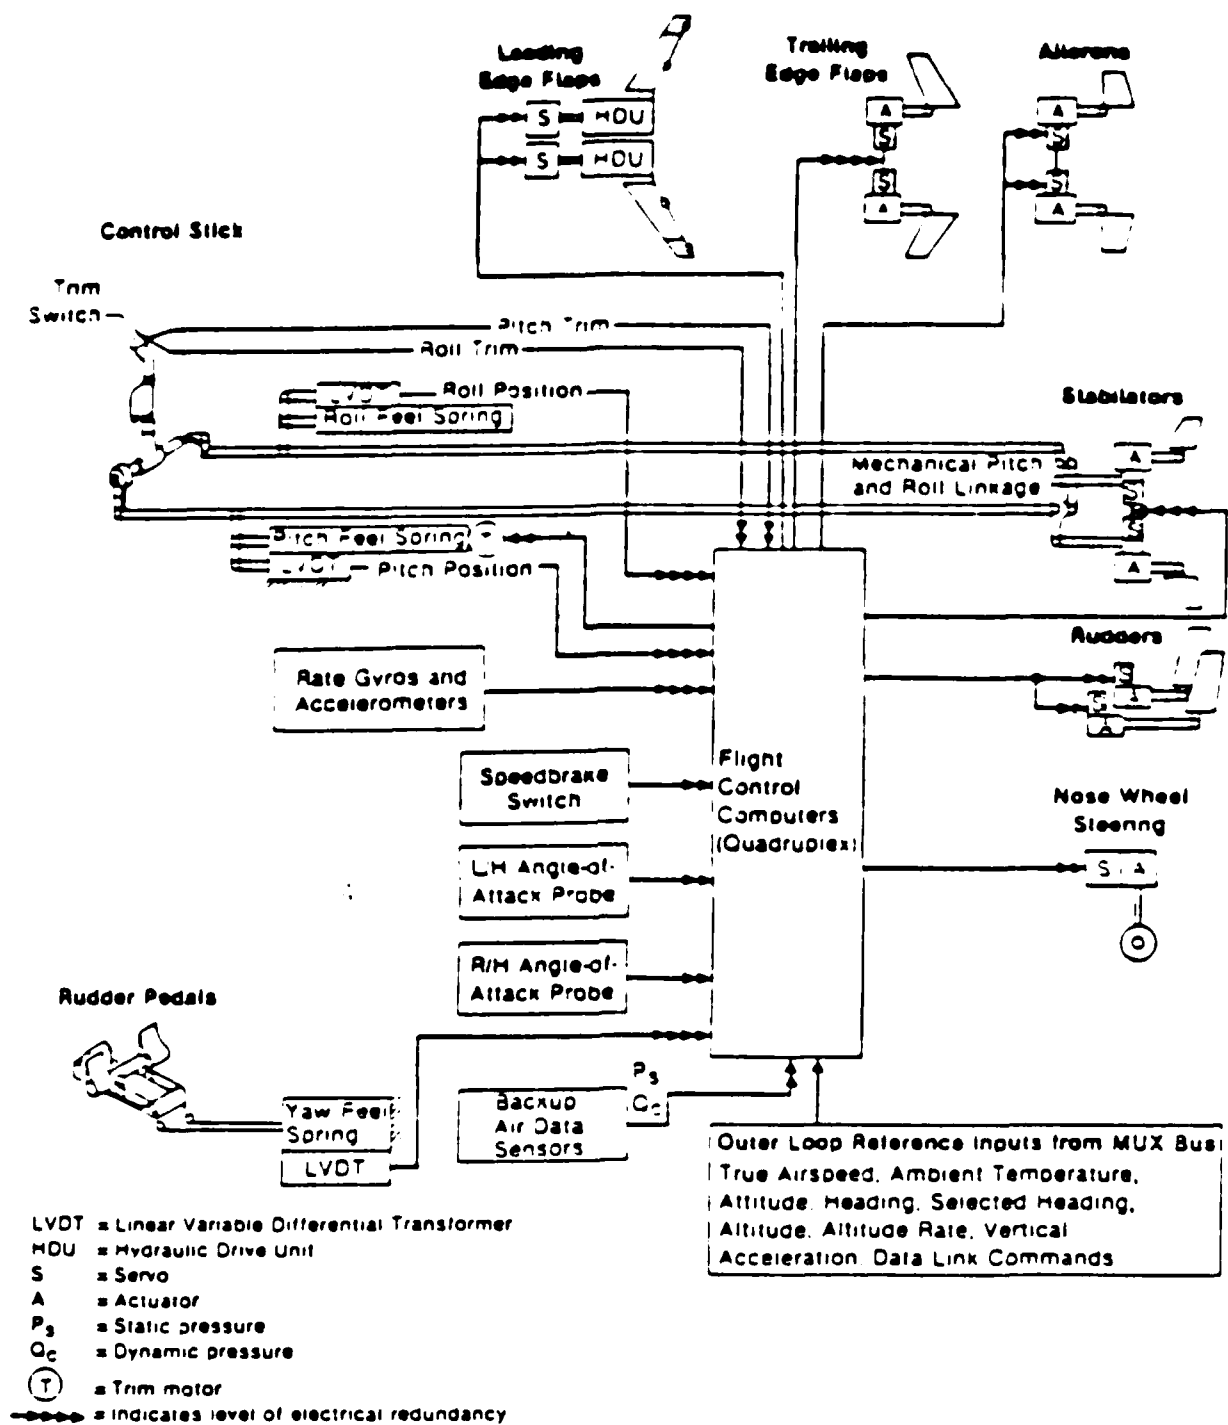 Leading
Edge Flaps
Trailing
Edge Flaps
Ailerons
S
HDU
S
HDU
A
S
S
A
A
S
S
A
Control Stick
Trim
Switch
Pitch Trim
Roll Trim
LVDT
Roll Position
Roll Feel Spring
Stabilators
A
Mechanical Pitch
and Roll Linkage
S
S
A
Pitch Feel Spring
T
LVDT
Pitch Position
Rate Gyros and
Accelerometers
Rudders
S
A
S
A
Speedbrake
Switch
Flight
Control
Computers
(Quadruplex)
Nose Wheel
Steering
S A
L/H Angle-of-
Attack Probe
R/H Angle-of-
Attack Probe
Rudder Pedals
Yaw Feel
Spring
LVDT
Backup
Air Data
Sensors
Ps
Qc
Outer Loop Reference Inputs from MUX Bus
True Airspeed, Ambient Temperature,
Attitude, Heading, Selected Heading,
Altitude, Altitude Rate, Vertical
Acceleration, Data Link Commands
LVDT = Linear Variable Differential Transformer
HDU = Hydraulic Drive Unit
S = Servo
A = Actuator
Ps = Static pressure
Qc = Dynamic pressure
T = Trim motor
= Indicates level of electrical redundancy